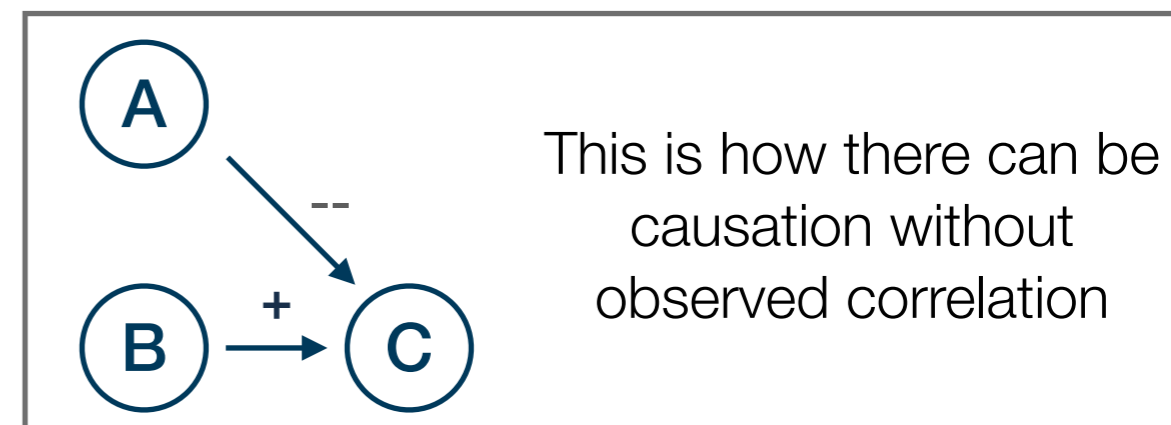 A
This is how there can be
causation without
observed correlation
--
+
B
C